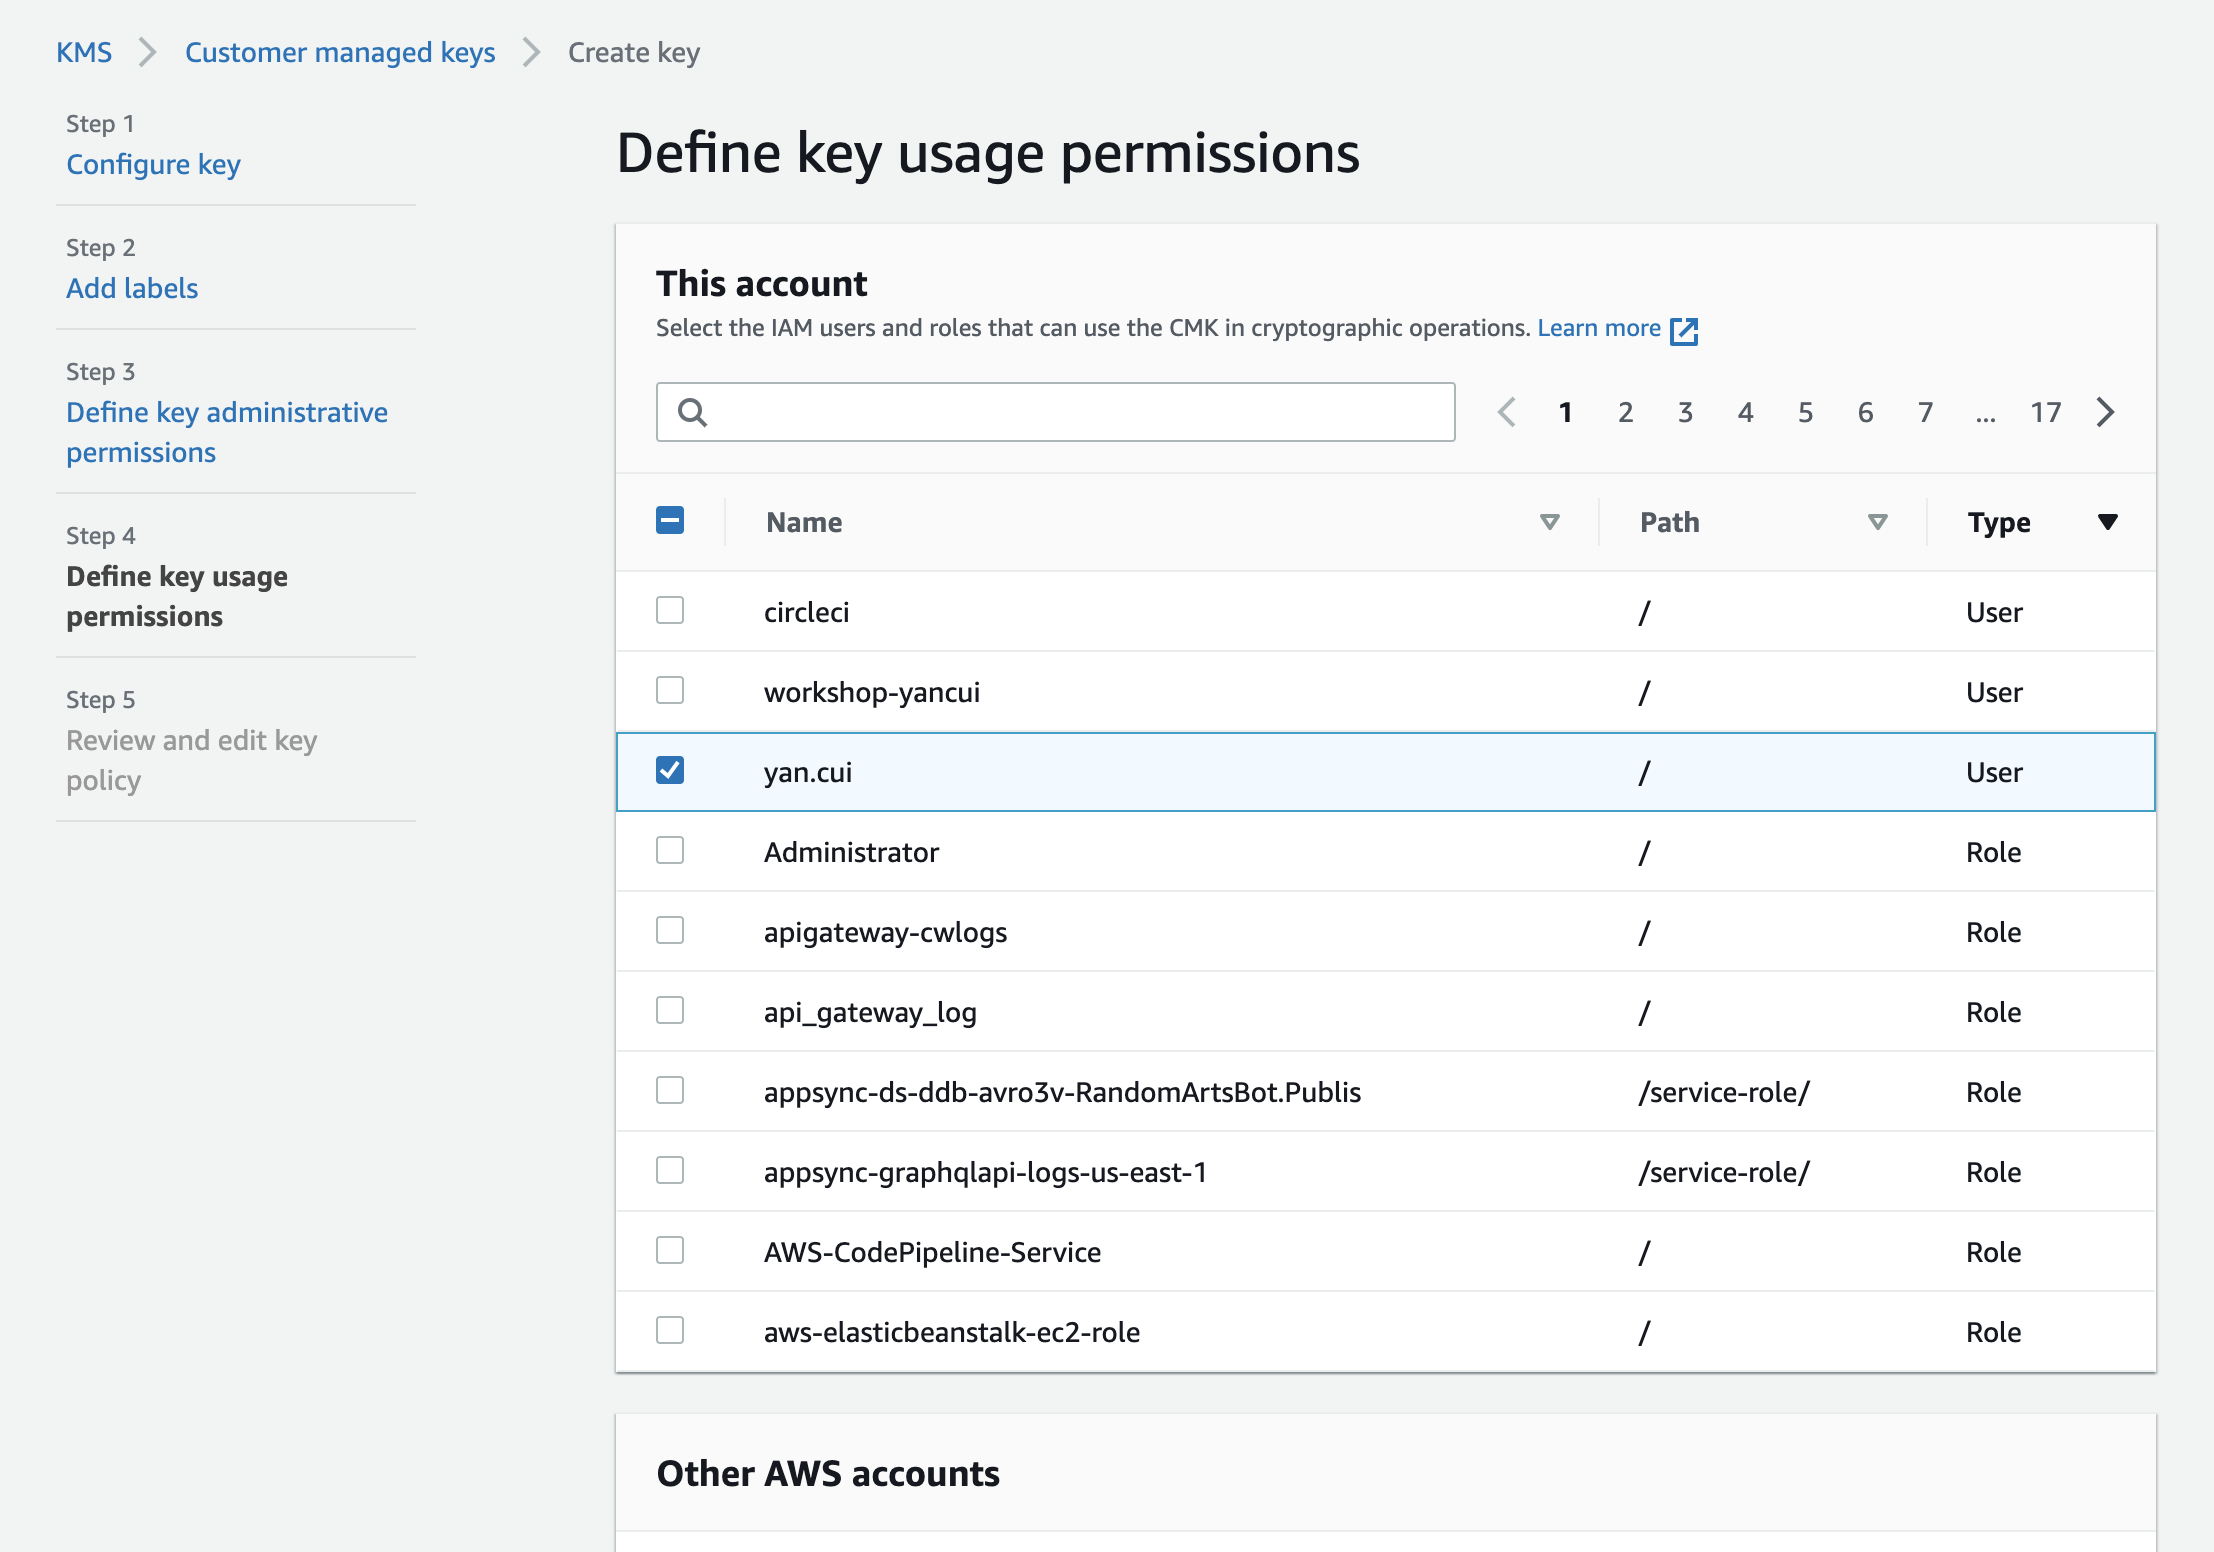 KMS > Customer managed keys > Create key
Step 1
Configure key
Step 2
Add labels
Step 3
Define key administrative
permissions
Step 4
Define key usage
permissions
Step 5
Review and edit key
policy
Define key usage permissions
This account
Select the IAM users and roles that can use the CMK in cryptographic operations. Learn more
1 2 3 4 5 6 7 ... 17
Name Path Type
circleci / User
workshop-yancui / User
yan.cui / User
Administrator / Role
apigateway-cwlogs / Role
api_gateway_log / Role
appsync-ds-ddb-avro3v-RandomArtsBot.Publis /service-role/ Role
appsync-graphqlapi-logs-us-east-1 /service-role/ Role
AWS-CodePipeline-Service / Role
aws-elasticbeanstalk-ec2-role / Role
Other AWS accounts